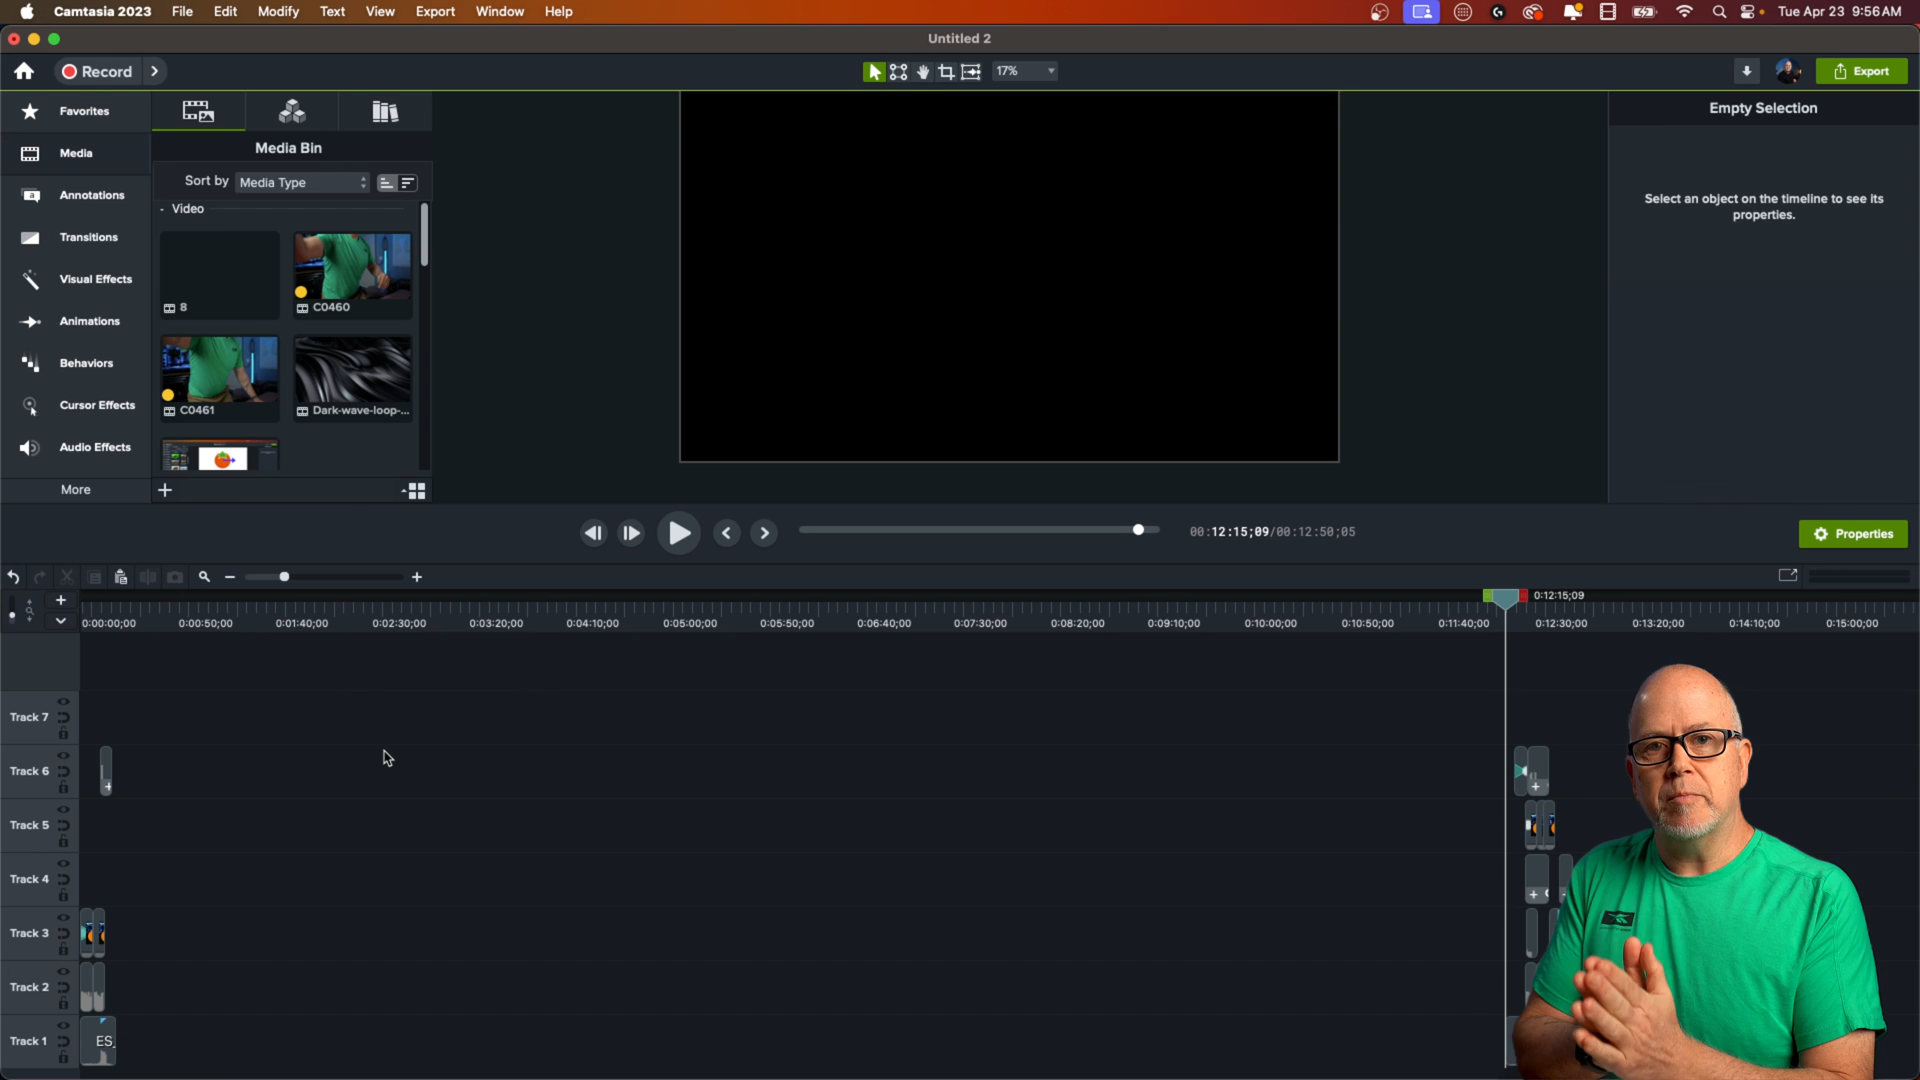 Camtasia 2023 File Edit Modify Text View Export Window Help Tue Apr 23 9:56 AM
Untitled 2
Record 17% Export
Favorites
Media
Annotations
Transitions
Visual Effects
Animations
Behaviors
Cursor Effects
Audio Effects
More
Media Bin
Sort by Media Type
Video
8 C0460
C0461 Dark-wave-loop-...
Empty Selection
Select an object on the timeline to see its
properties.
00:12:15;09/00:12:50;05
Properties
0:12:15;09
0:00:00;00 0:00:50;00 0:01:40;00 0:02:30;00 0:03:20;00 0:04:10;00 0:05:00;00 0:05:50;00 0:06:40;00 0:07:30;00 0:08:20;00 0:09:10;00 0:10:00;00 0:10:50;00 0:11:40;00 0:12:30;00 0:13:20;00 0:14:10;00 0:15:00;00
Track 7
Track 6
Track 5
Track 4
Track 3
Track 2
Track 1 ES_